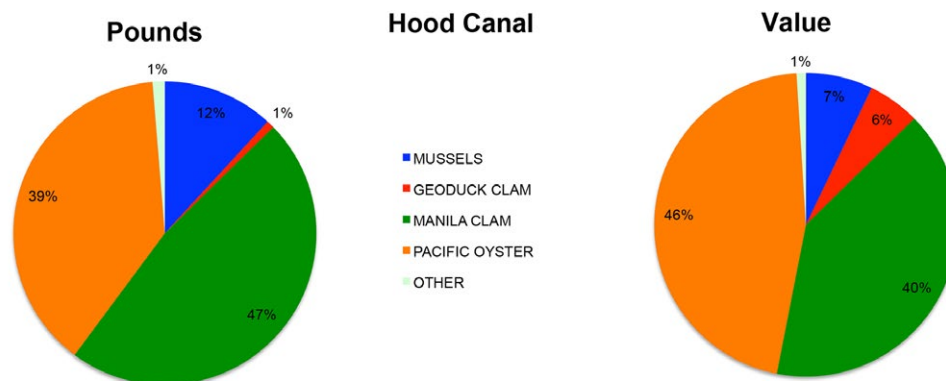 Hood Canal
Pounds
1%
12%
1%
39%
47%
MUSSELS
GEODUCK CLAM
MANILA CLAM
PACIFIC OYSTER
OTHER
Value
1%
7%
6%
46%
40%